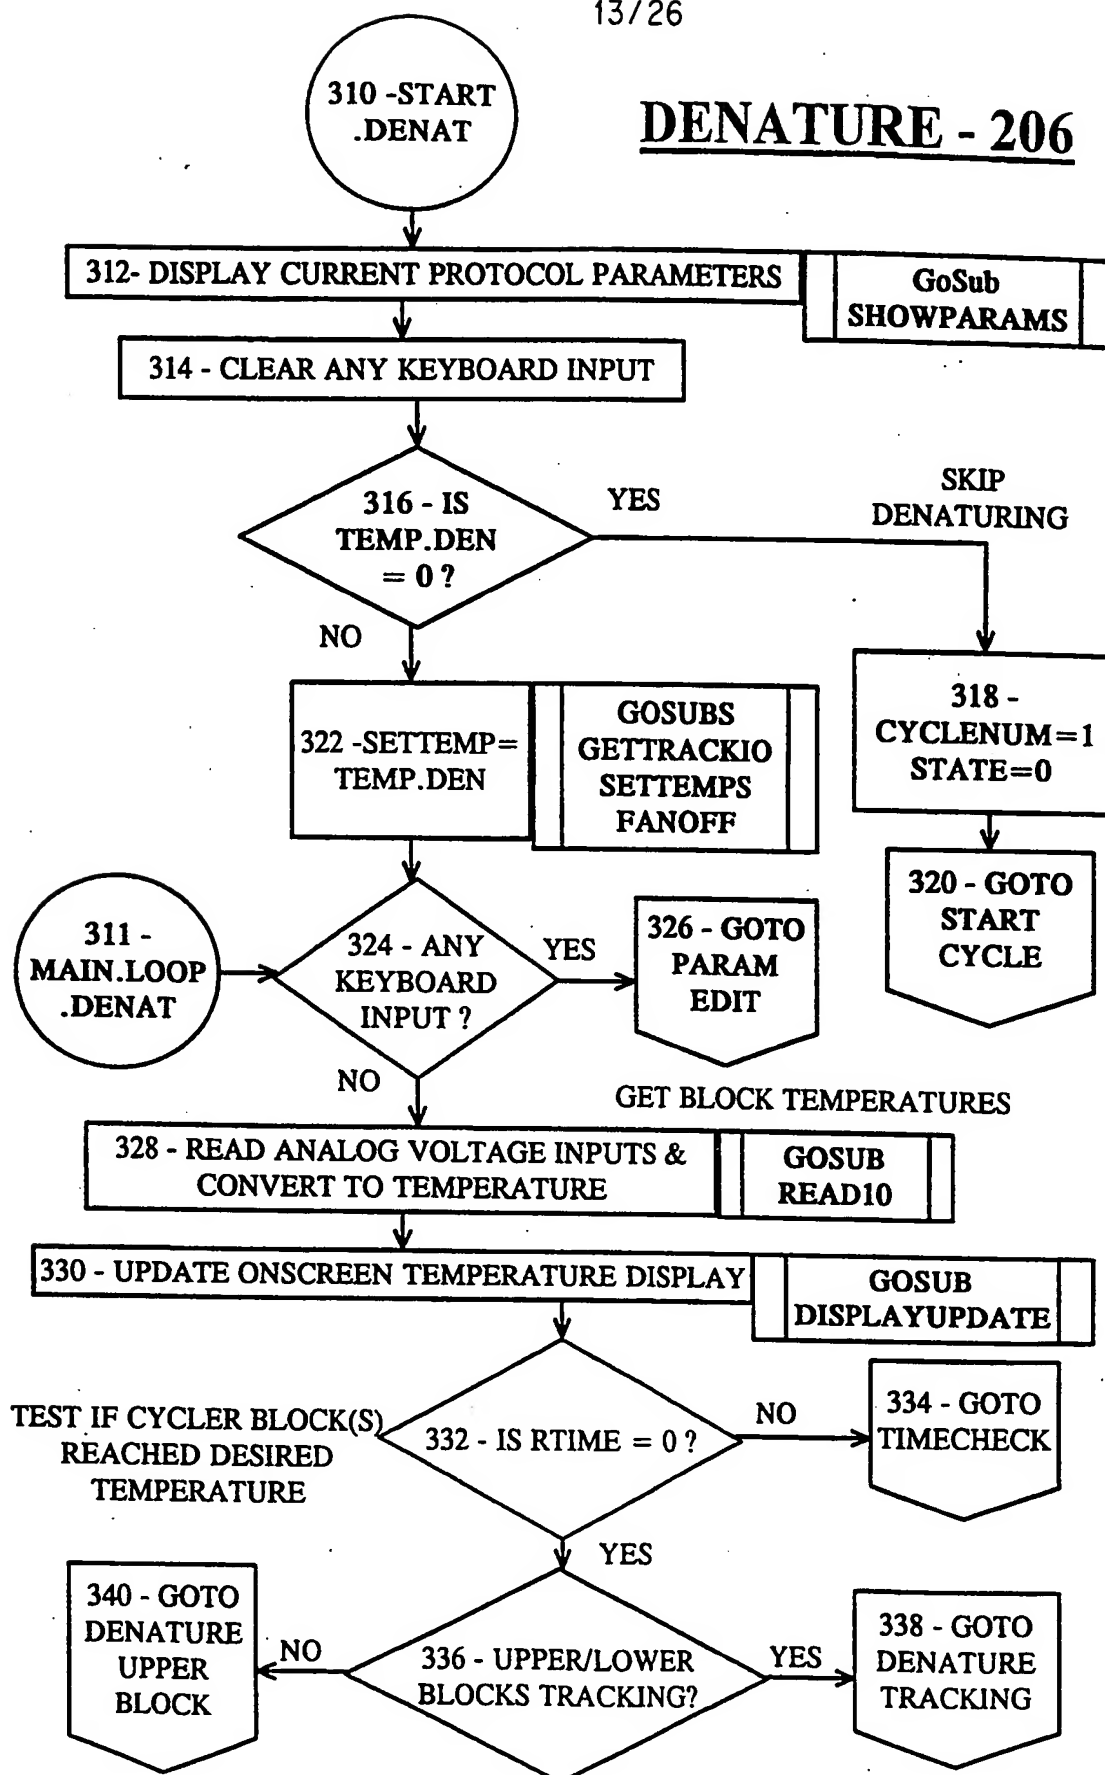 13/26
310 -START
.DENAT
DENATURE - 206
312- DISPLAY CURRENT PROTOCOL PARAMETERS
GoSub
SHOWPARAMS
314 - CLEAR ANY KEYBOARD INPUT
316 - IS
TEMP.DEN
= 0 ?
YES
SKIP
DENATURING
NO
318 -
CYCLENUM=1
STATE=0
322 -SETTEMP=
TEMP.DEN
GOSUBS
GETTRACKIO
SETTEMPS
FANOFF
320 - GOTO
START
CYCLE
311 -
MAIN.LOOP
.DENAT
324 - ANY
KEYBOARD
INPUT ?
YES
326 - GOTO
PARAM
EDIT
NO
GET BLOCK TEMPERATURES
328 - READ ANALOG VOLTAGE INPUTS &
CONVERT TO TEMPERATURE
GOSUB
READ10
330 - UPDATE ONSCREEN TEMPERATURE DISPLAY
GOSUB
DISPLAYUPDATE
TEST IF CYCLER BLOCK(S)
REACHED DESIRED
TEMPERATURE
332 - IS RTIME = 0 ?
NO
334 - GOTO
TIMECHECK
YES
340 - GOTO
DENATURE
UPPER
BLOCK
NO
336 - UPPER/LOWER
BLOCKS TRACKING?
YES
338 - GOTO
DENATURE
TRACKING